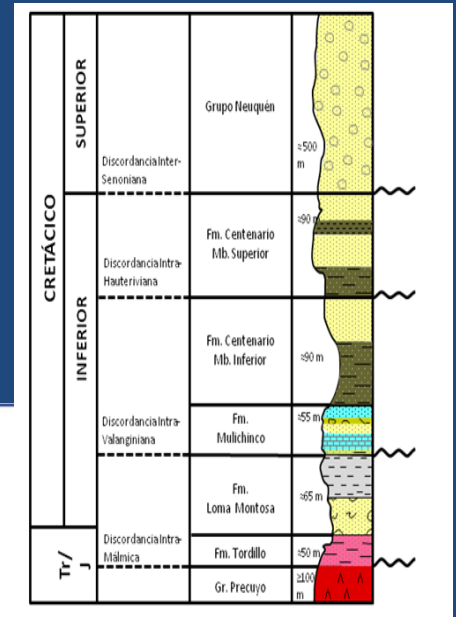 CRETÁCICO
SUPERIOR
Discordancia Inter-
Senoniana
Grupo Neuquén
≈500
m
INFERIOR
Discordancia Intra-
Hauteriviana
Fm. Centenario
Mb. Superior
≈90 m
Discordancia Intra-
Valanginiana
Fm. Centenario
Mb. Inferior
≈90 m
Fm.
Mulichinco
≈55 m
Fm.
Loma Montosa
≈65 m
Tr/
J
Discordancia Intra-
Málmica
Fm. Tordillo
≈50 m
Gr. Precuyo
≥100
m